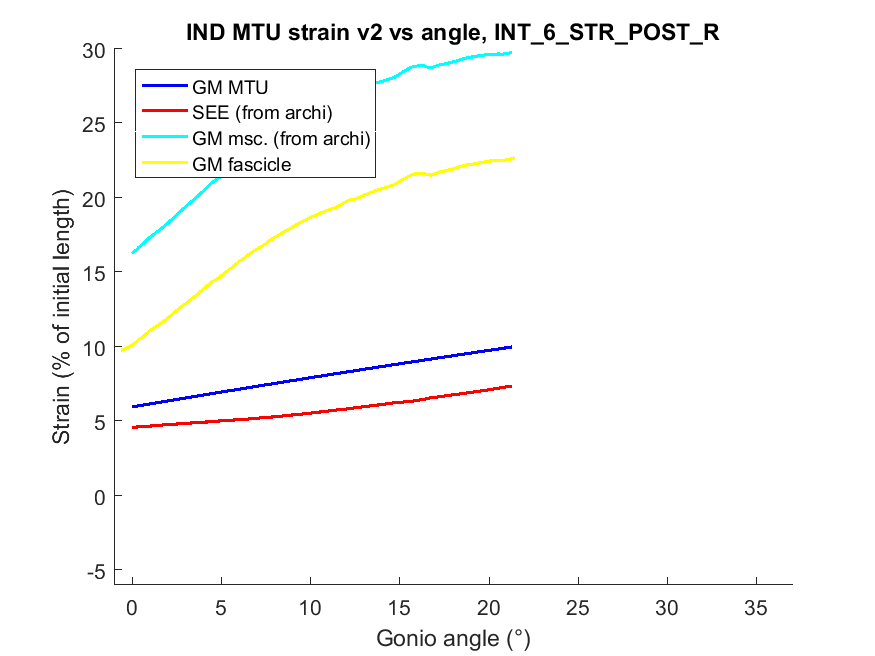 IND MTU strain v2 vs angle, INT_6_STR_POST_R
30
25
20
15
10
5
0
-5
Strain (% of initial length)
GM MTU
SEE (from archi)
GM msc. (from archi)
GM fascicle
0 5 10 15 20 25 30 35
Gonio angle (°)